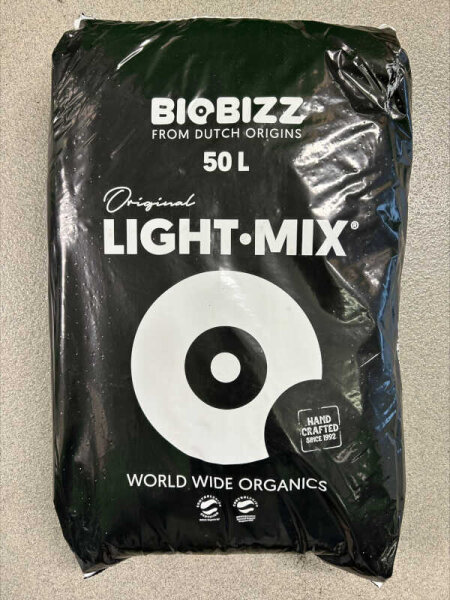 BIOBIZZ
FROM DUTCH ORIGINS
50 L
Original
LIGHT·MIX®
HAND
CRAFTED
SINCE 1992
WORLD WIDE ORGANICS